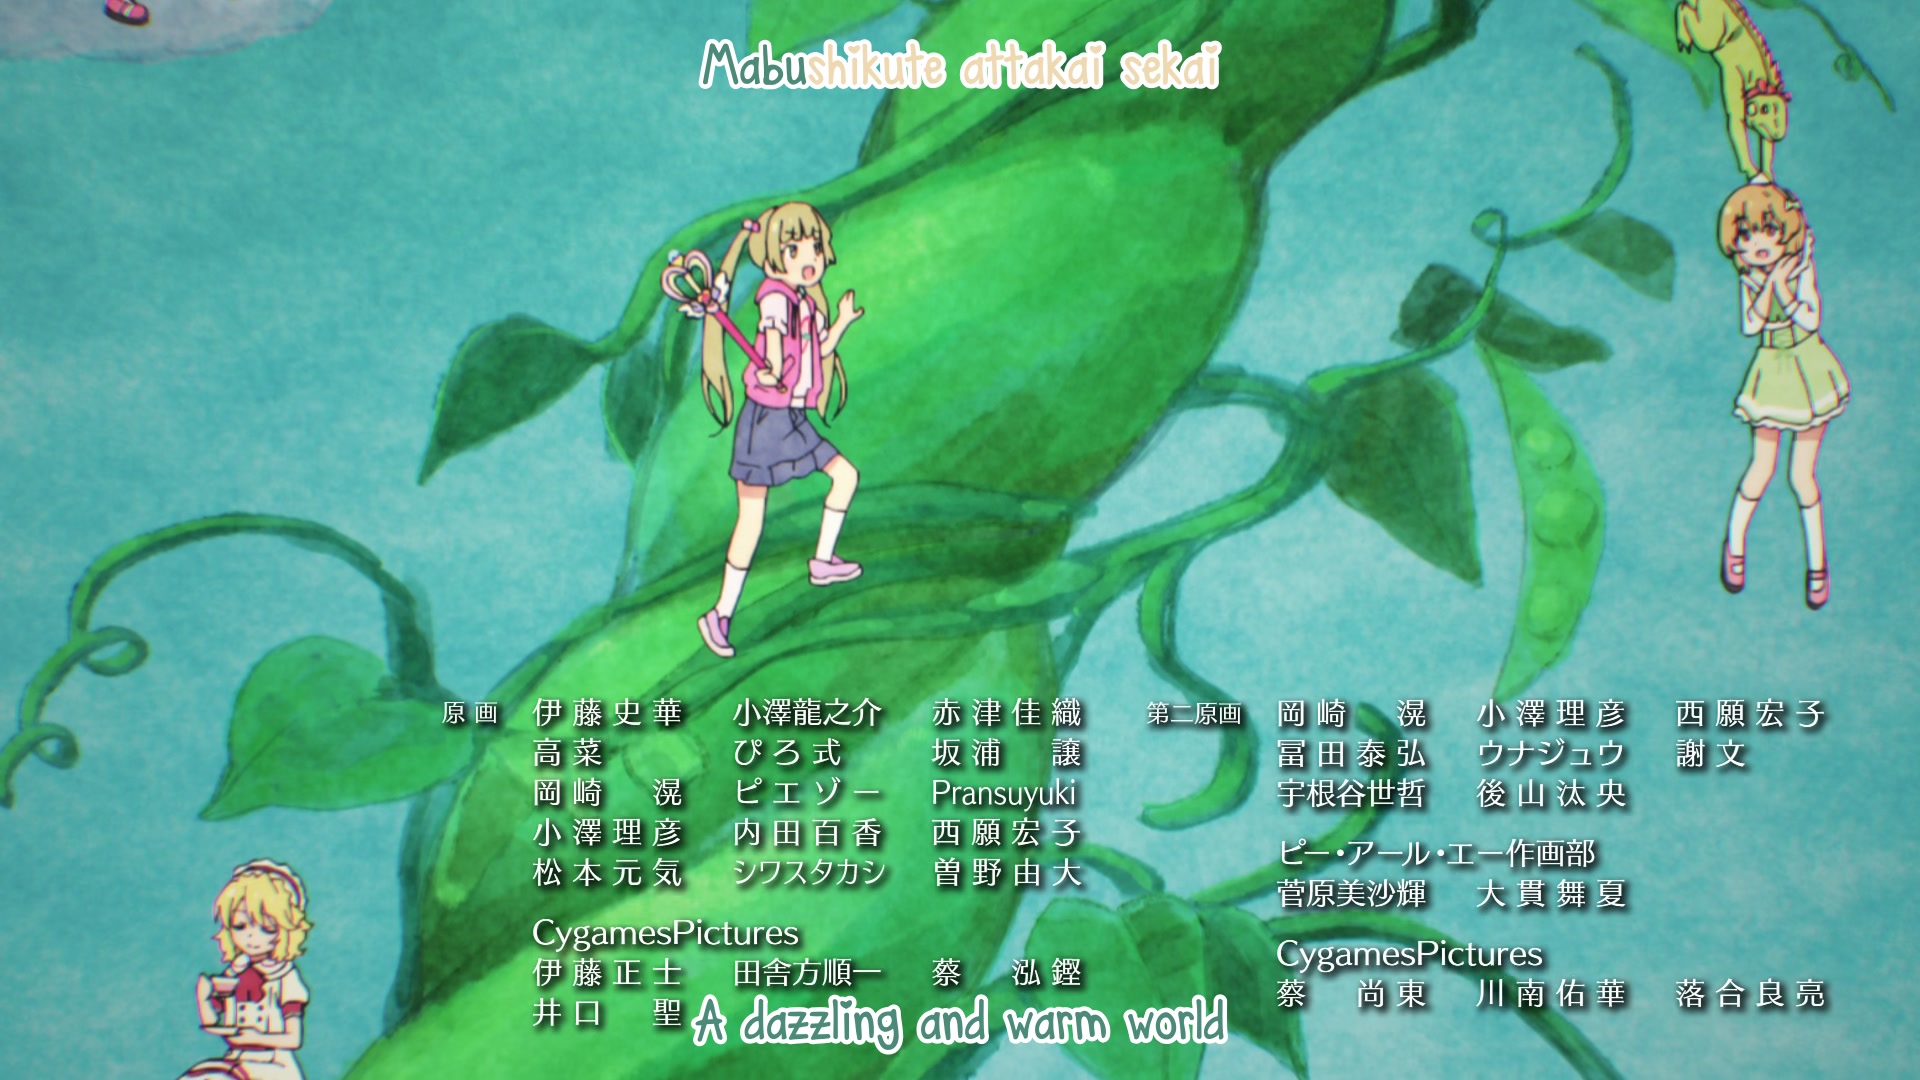 Mabushikute attakai sekai
原画 伊藤史華 小澤龍之介 赤津佳織
高菜 ぴろ式 坂浦 譲
岡崎 滉 ピエゾー Pransuyuki
小澤理彦 内田百香 西願宏子
松本元気 シワスタカシ 曽野由大
CygamesPictures
伊藤正士 田舎方順一 蔡 泓鏗
井口 聖
第二原画 岡崎 滉 小澤理彦 西願宏子
冨田泰弘 ウナジュウ 謝文
宇根谷世哲 後山汰央
ピー・アール・エー作画部
菅原美沙輝 大貫舞夏
CygamesPictures
蔡 尚東 川南佑華 落合良亮
A dazzling and warm world